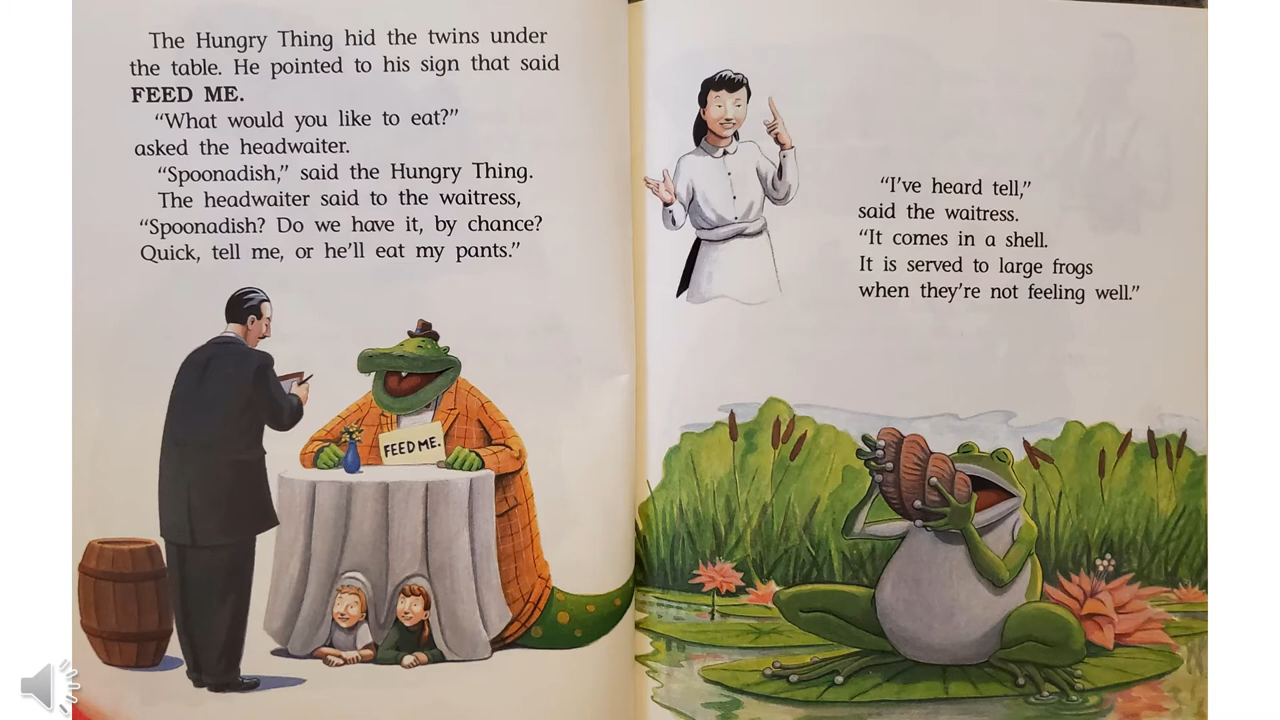 The Hungry Thing hid the twins under
the table. He pointed to his sign that said
FEED ME.
“What would you like to eat?”
asked the headwaiter.
“Spoonadish,” said the Hungry Thing.
The headwaiter said to the waitress,
“Spoonadish? Do we have it, by chance?
Quick, tell me, or he’ll eat my pants.”
FEED ME.
“I’ve heard tell,”
said the waitress.
“It comes in a shell.
It is served to large frogs
when they’re not feeling well.”